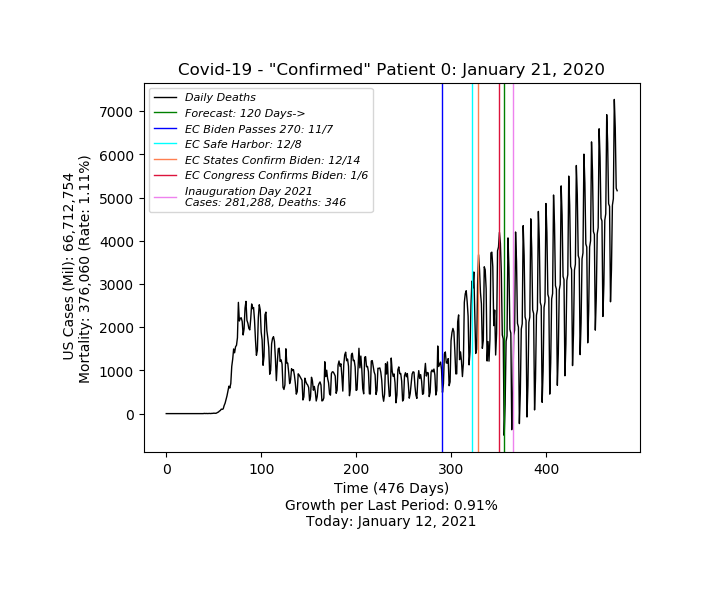 Covid-19 - "Confirmed" Patient 0: January 21, 2020
Daily Deaths
Forecast: 120 Days->
EC Biden Passes 270: 11/7
EC Safe Harbor: 12/8
EC States Confirm Biden: 12/14
EC Congress Confirms Biden: 1/6
Inauguration Day 2021
Cases: 281,288, Deaths: 346
US Cases (Mil): 66,712,754
Mortality: 376,060 (Rate: 1.11%)
7000
6000
5000
4000
3000
2000
1000
0
0 100 200 300 400
Time (476 Days)
Growth per Last Period: 0.91%
Today: January 12, 2021